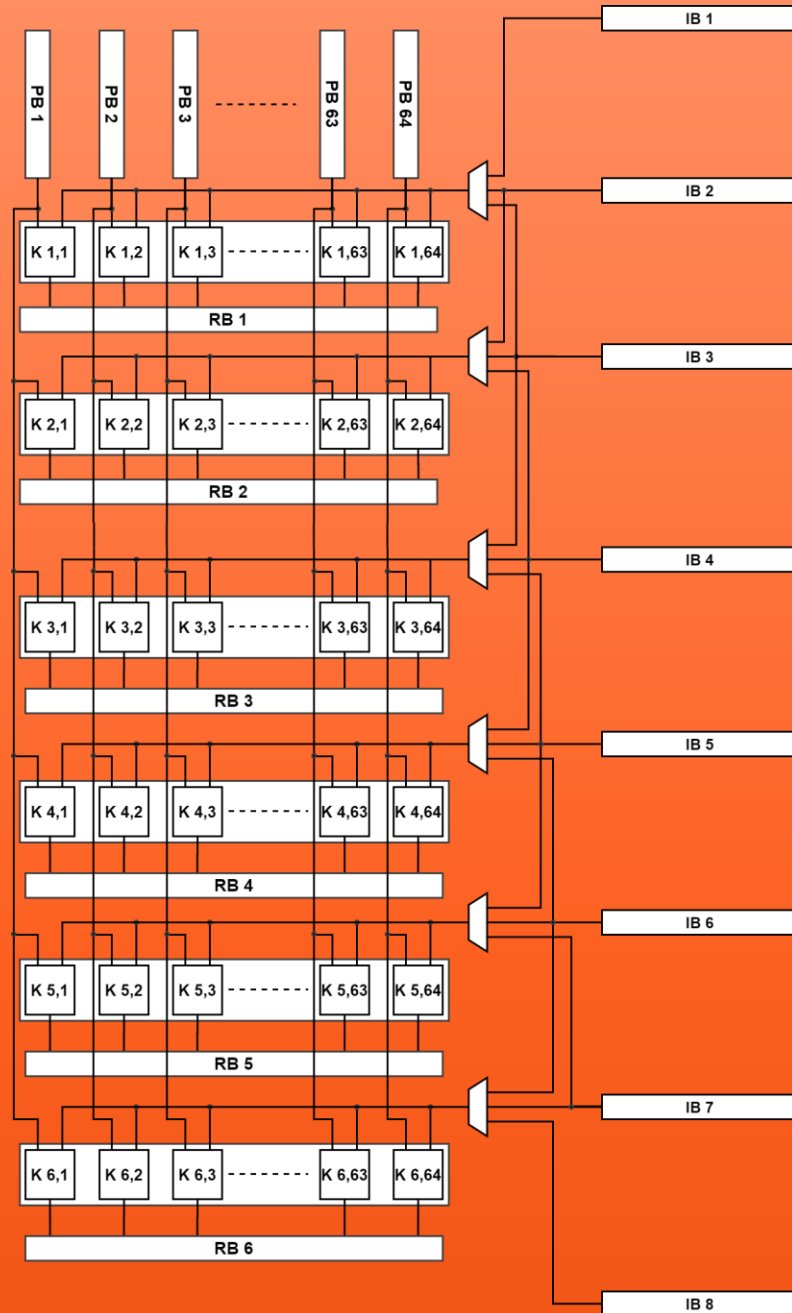 IB 1
PB 1
PB 2
PB 3
PB 63
PB 64
IB 2
K 1,1
K 1,2
K 1,3
K 1,63
K 1,64
RB 1
IB 3
K 2,1
K 2,2
K 2,3
K 2,63
K 2,64
RB 2
IB 4
K 3,1
K 3,2
K 3,3
K 3,63
K 3,64
RB 3
IB 5
K 4,1
K 4,2
K 4,3
K 4,63
K 4,64
RB 4
IB 6
K 5,1
K 5,2
K 5,3
K 5,63
K 5,64
RB 5
IB 7
K 6,1
K 6,2
K 6,3
K 6,63
K 6,64
RB 6
IB 8